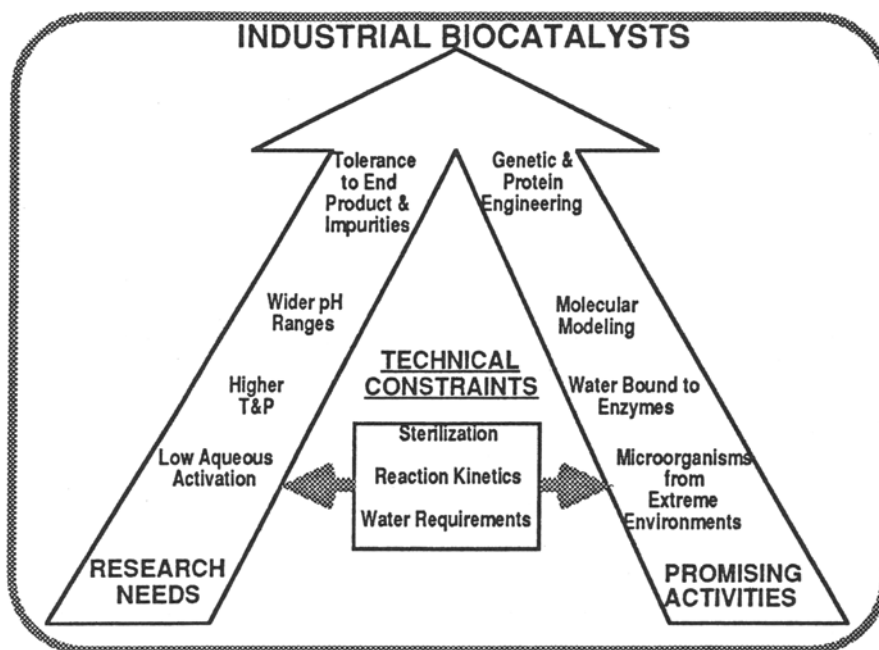 INDUSTRIAL BIOCATALYSTS
Tolerance
to End
Product &
Impurities
Wider pH
Ranges
Higher
T&P
Low Aqueous
Activation
RESEARCH
NEEDS
TECHNICAL
CONSTRAINTS
Sterilization
Reaction Kinetics
Water Requirements
Genetic &
Protein
Engineering
Molecular
Modeling
Water Bound to
Enzymes
Microorganisms
from
Extreme
Environments
PROMISING
ACTIVITIES